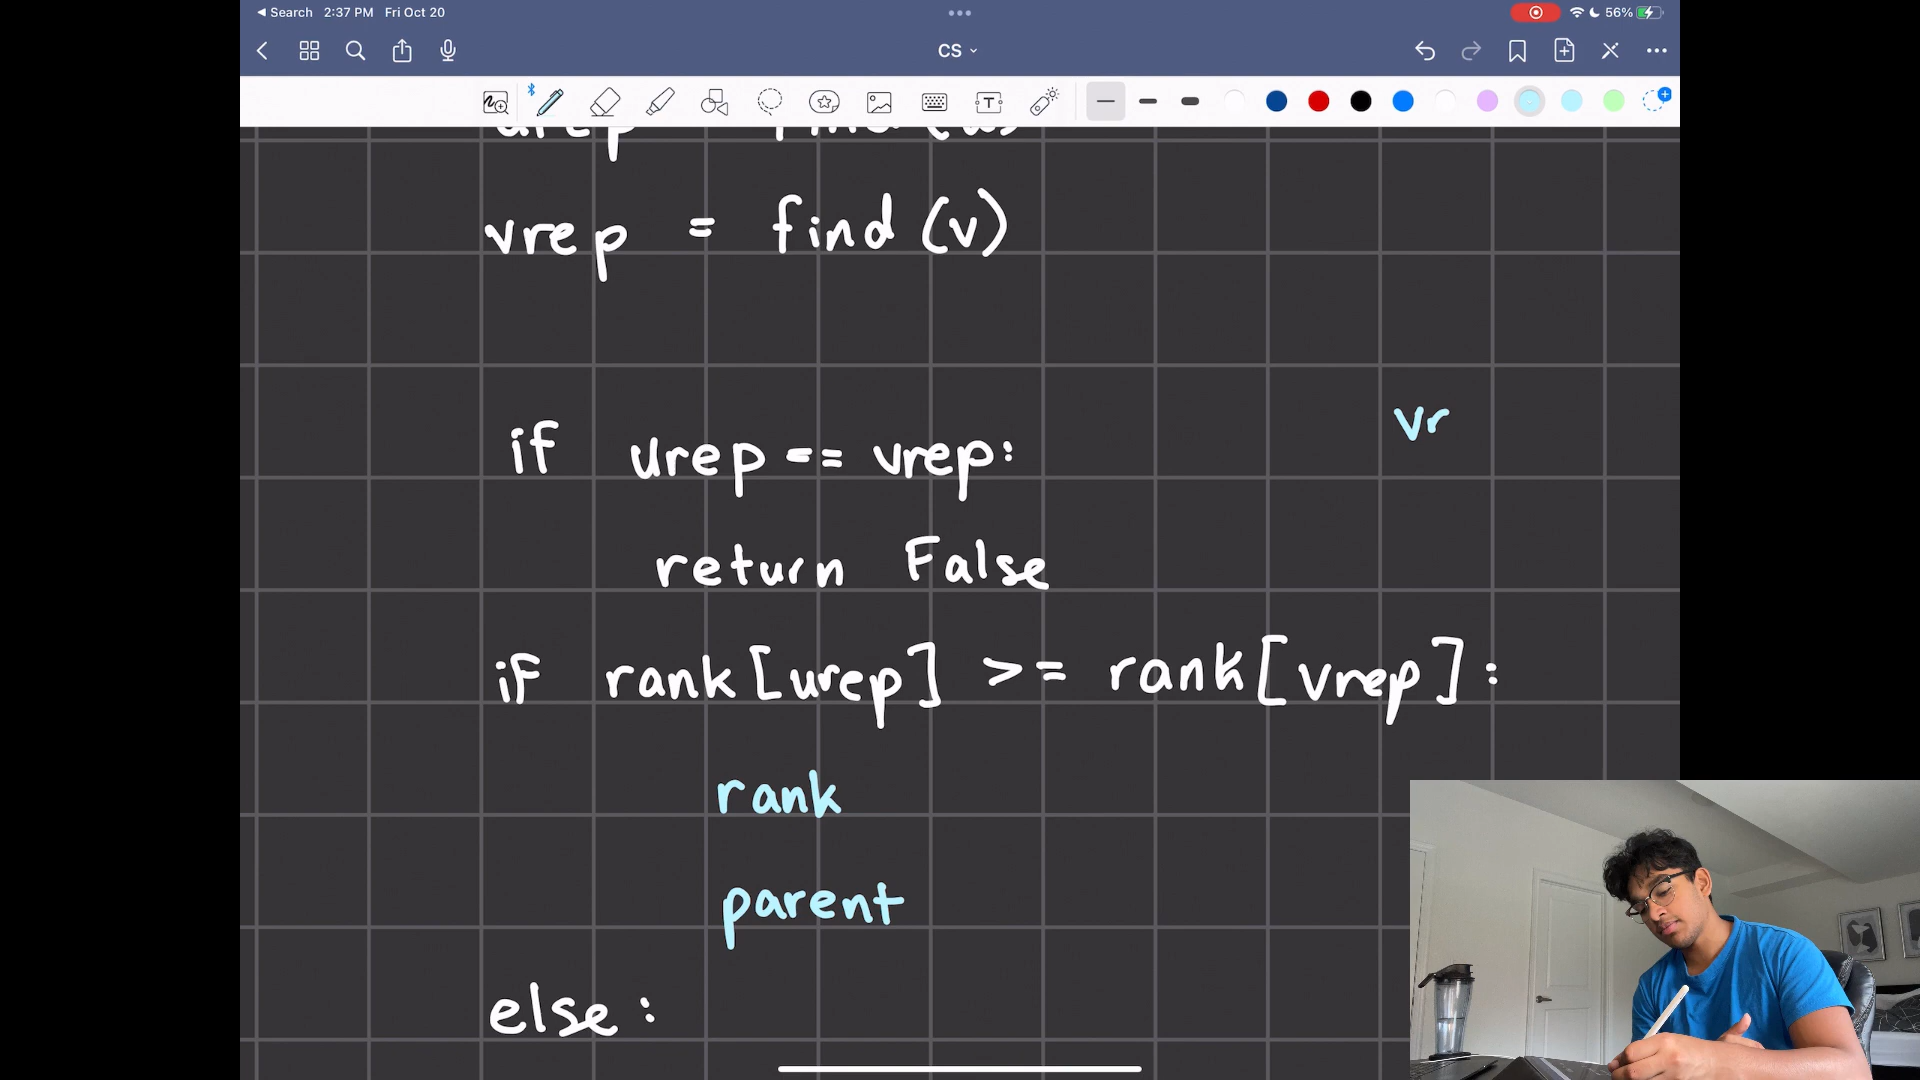 ◀ Search 2:37 PM Fri Oct 20
56%
CS
vrep = find (v)
vr
if urep == vrep:
return False
if rank[urep] >= rank[vrep]:
rank
parent
else: